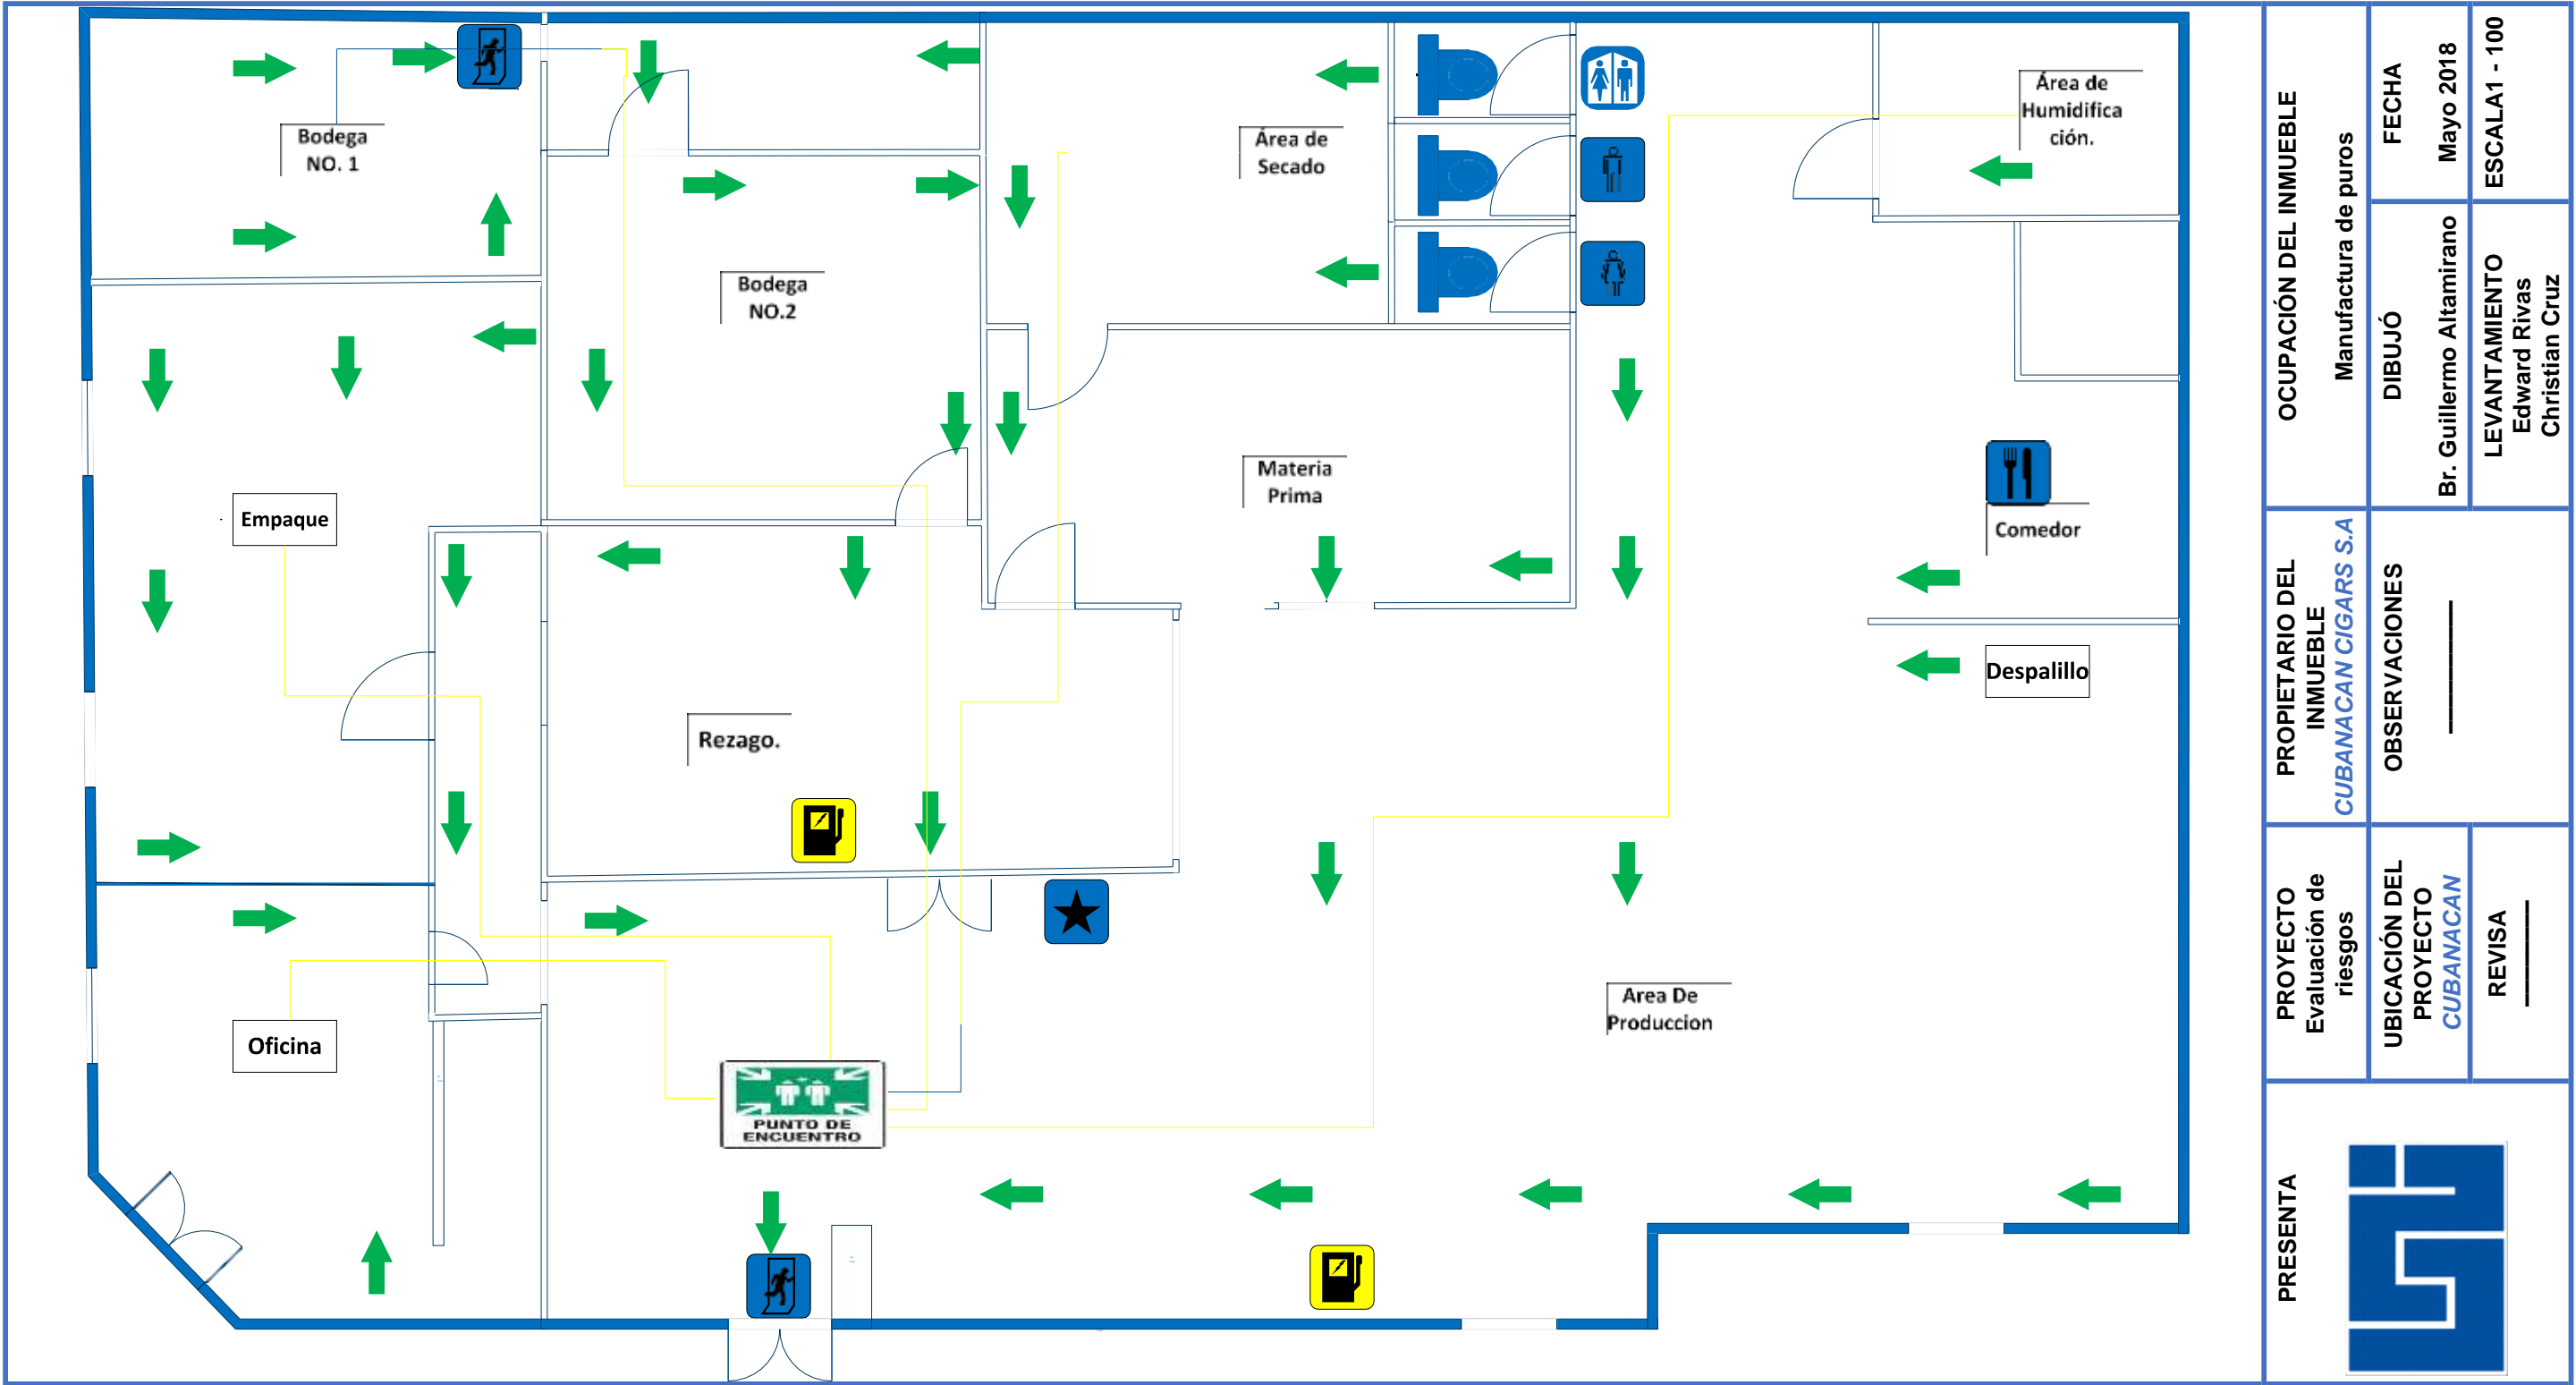 Bodega
NO. 1
Bodega
NO.2
Área de
Secado
Área de
Humidifica
ción.
Materia
Prima
Comedor
Empaque
Despalillo
Rezago.
Oficina
Area De
Produccion
PUNTO DE
ENCUENTRO
OCUPACIÓN DEL INMUEBLE
Manufactura de puros
FECHA
Mayo 2018
ESCALA1 - 100
DIBUJÓ
Br. Guillermo Altamirano
LEVANTAMIENTO
Edward Rivas
Christian Cruz
PROPIETARIO DEL
INMUEBLE
CUBANACAN CIGARS S.A
OBSERVACIONES
PROYECTO
Evaluación de
riesgos
UBICACIÓN DEL
PROYECTO
CUBANACAN
REVISA
PRESENTA